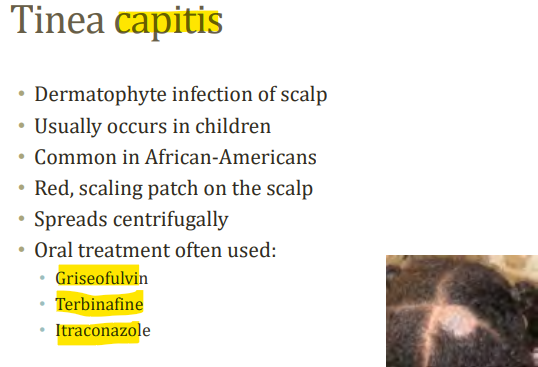 Tinea capitis
• Dermatophyte infection of scalp
• Usually occurs in children
• Common in African-Americans
• Red, scaling patch on the scalp
• Spreads centrifugally
• Oral treatment often used:
• Griseofulvin
• Terbinafine
• Itraconazole